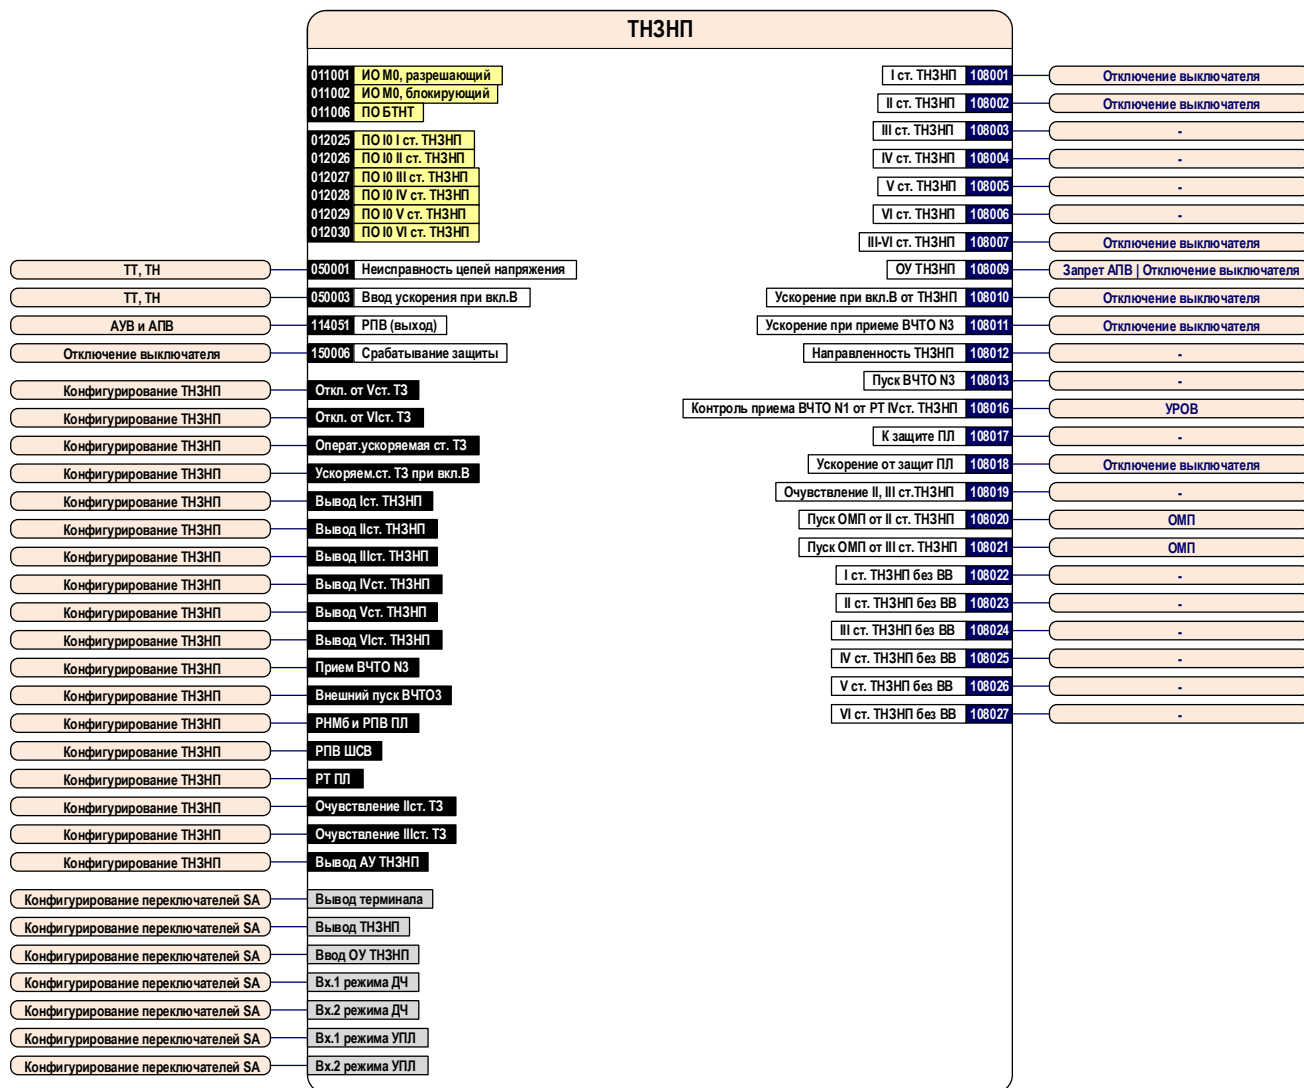 ТНЗНП
011001 ИО М0, разрешающий
011002 ИО М0, блокирующий
011006 ПО БТНТ
012025 ПО I0 I ст. ТНЗНП
012026 ПО I0 II ст. ТНЗНП
012027 ПО I0 III ст. ТНЗНП
012028 ПО I0 IV ст. ТНЗНП
012029 ПО I0 V ст. ТНЗНП
012030 ПО I0 VI ст. ТНЗНП
ТТ, ТН 050001 Неисправность цепей напряжения
ТТ, ТН 050003 Ввод ускорения при вкл.В
АУВ и АПВ 114051 РПВ (выход)
Отключение выключателя 150006 Срабатывание защиты
Конфигурирование ТНЗНП Откл. от Vст. ТЗ
Конфигурирование ТНЗНП Откл. от VIст. ТЗ
Конфигурирование ТНЗНП Операт.ускоряемая ст. ТЗ
Конфигурирование ТНЗНП Ускоряем.ст. ТЗ при вкл.В
Конфигурирование ТНЗНП Вывод Iст. ТНЗНП
Конфигурирование ТНЗНП Вывод IIст. ТНЗНП
Конфигурирование ТНЗНП Вывод IIIст. ТНЗНП
Конфигурирование ТНЗНП Вывод IVст. ТНЗНП
Конфигурирование ТНЗНП Вывод Vст. ТНЗНП
Конфигурирование ТНЗНП Вывод VIст. ТНЗНП
Конфигурирование ТНЗНП Прием ВЧТО N3
Конфигурирование ТНЗНП Внешний пуск ВЧТО3
Конфигурирование ТНЗНП РНМб и РПВ ПЛ
Конфигурирование ТНЗНП РПВ ШСВ
Конфигурирование ТНЗНП РТ ПЛ
Конфигурирование ТНЗНП Очувствление IIст. ТЗ
Конфигурирование ТНЗНП Очувствление IIIст. ТЗ
Конфигурирование ТНЗНП Вывод АУ ТНЗНП
Конфигурирование переключателей SA Вывод терминала
Конфигурирование переключателей SA Вывод ТНЗНП
Конфигурирование переключателей SA Ввод ОУ ТНЗНП
Конфигурирование переключателей SA Вх.1 режима ДЧ
Конфигурирование переключателей SA Вх.2 режима ДЧ
Конфигурирование переключателей SA Вх.1 режима УПЛ
Конфигурирование переключателей SA Вх.2 режима УПЛ
I ст. ТНЗНП 108001 Отключение выключателя
II ст. ТНЗНП 108002 Отключение выключателя
III ст. ТНЗНП 108003 -
IV ст. ТНЗНП 108004 -
V ст. ТНЗНП 108005 -
VI ст. ТНЗНП 108006 -
III-VI ст. ТНЗНП 108007 Отключение выключателя
ОУ ТНЗНП 108009 Запрет АПВ | Отключение выключателя
Ускорение при вкл.В от ТНЗНП 108010 Отключение выключателя
Ускорение при приеме ВЧТО N3 108011 Отключение выключателя
Направленность ТНЗНП 108012 -
Пуск ВЧТО N3 108013 -
Контроль приема ВЧТО N1 от РТ IVст. ТНЗНП 108016 УРОВ
К защите ПЛ 108017 -
Ускорение от защит ПЛ 108018 Отключение выключателя
Очувствление II, III ст.ТНЗНП 108019 -
Пуск ОМП от II ст. ТНЗНП 108020 ОМП
Пуск ОМП от III ст. ТНЗНП 108021 ОМП
I ст. ТНЗНП без ВВ 108022 -
II ст. ТНЗНП без ВВ 108023 -
III ст. ТНЗНП без ВВ 108024 -
IV ст. ТНЗНП без ВВ 108025 -
V ст. ТНЗНП без ВВ 108026 -
VI ст. ТНЗНП без ВВ 108027 -